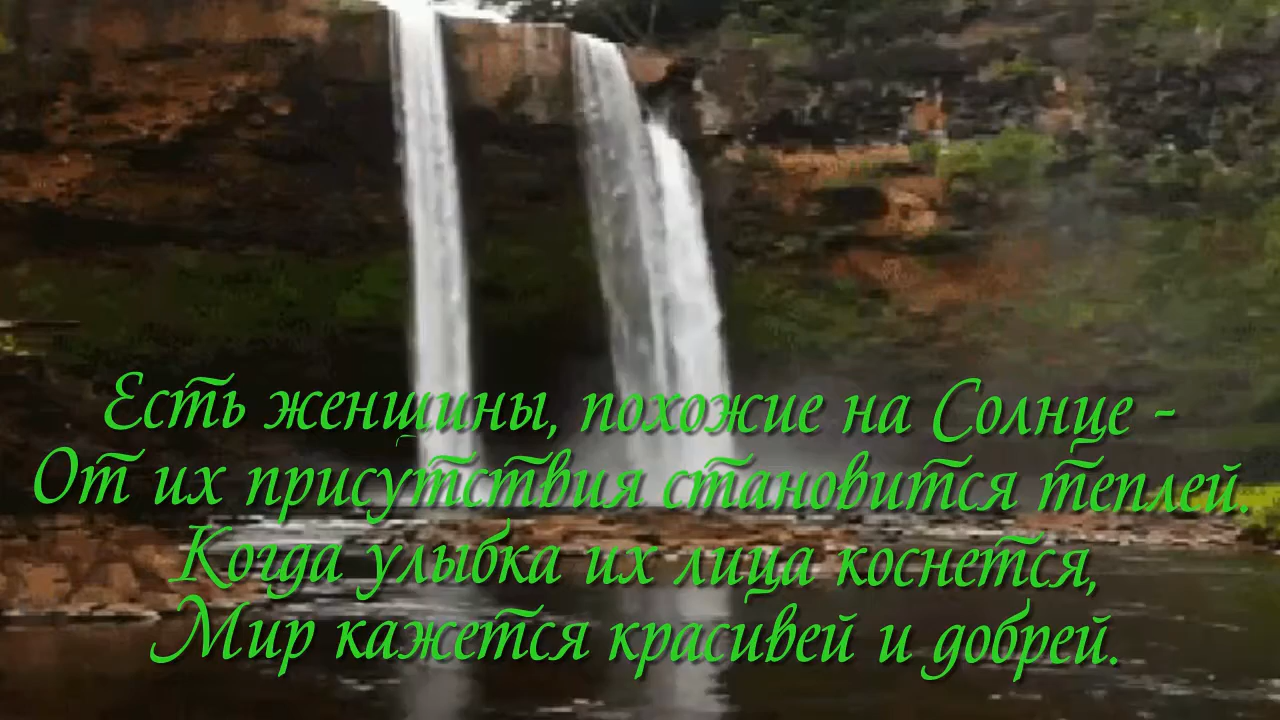 Есть женщины, похожие на Солнце -
От их присутствия становится теплей.
Когда улыбка их лица коснется,
Мир кажется красивей и добрей.